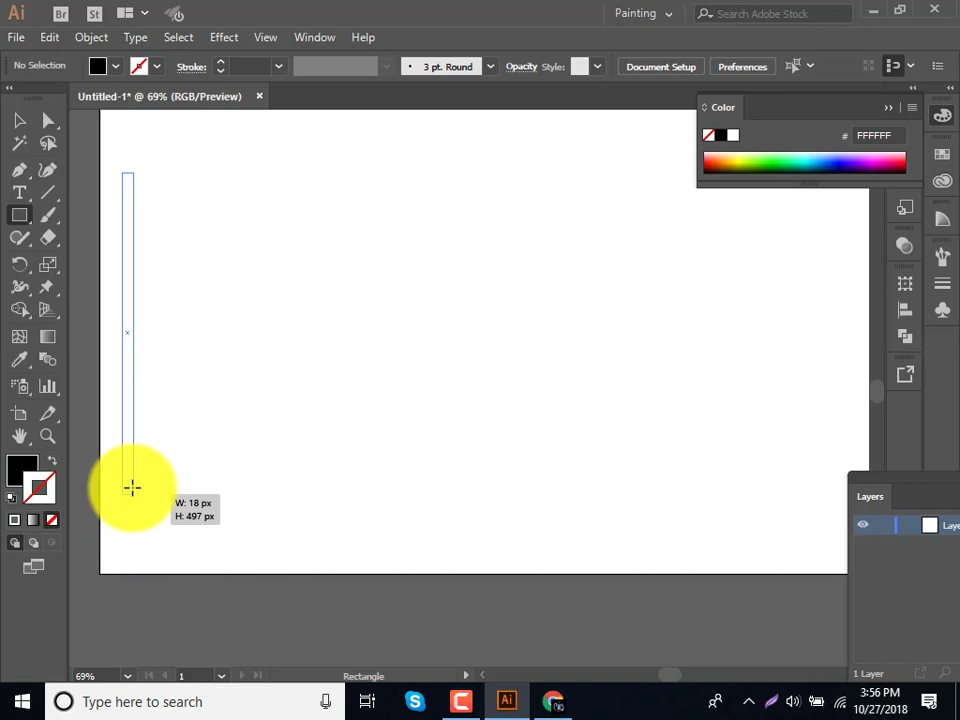 Ai Br St Painting Search Adobe Stock
File Edit Object Type Select Effect View Window Help
No Selection Stroke: 3 pt. Round Opacity Style: Document Setup Preferences
Untitled-1* @ 69% (RGB/Preview)
Color
# FFFFFF
T
W: 18 px
H: 497 px
Layers
Laye
69% 1 Rectangle 1 Layer
Type here to search
Ai
3:56 PM
10/27/2018